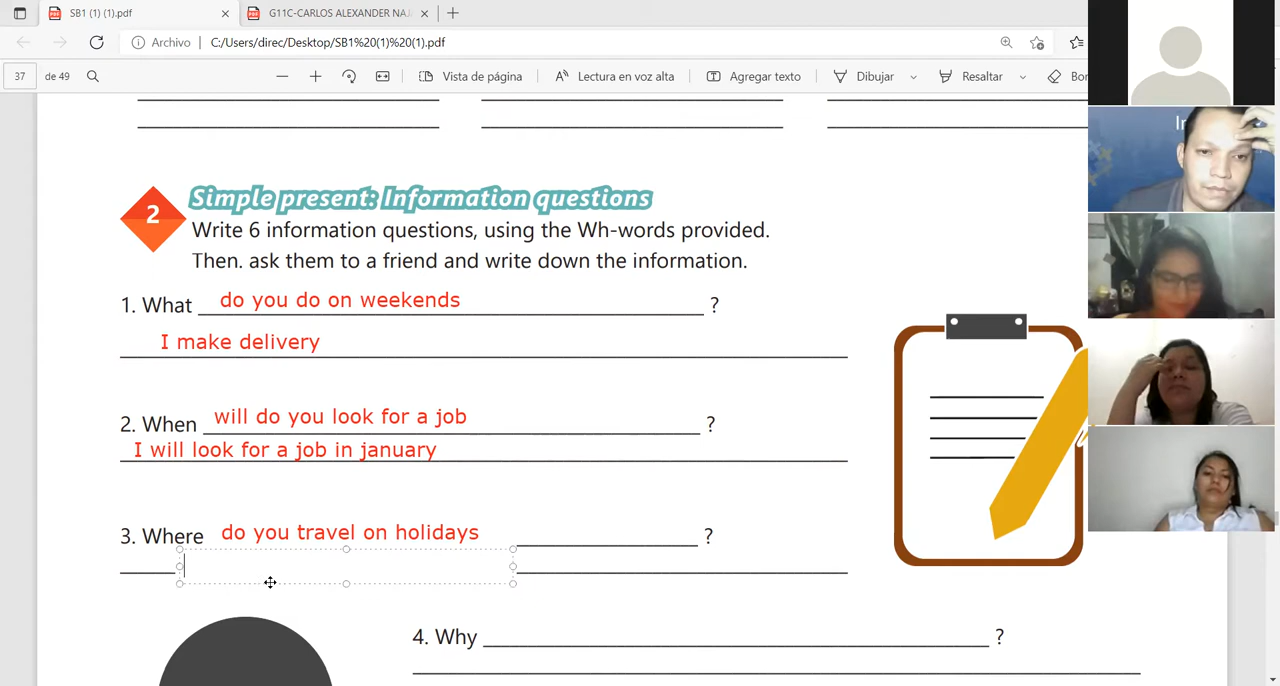 SB1 (1) (1).pdf
G11C-CARLOS ALEXANDER NAJ
Archivo C:/Users/direc/Desktop/SB1%20(1)%20(1).pdf
37 de 49 Vista de página Lectura en voz alta Agregar texto Dibujar Resaltar
2 Simple present: Information questions
Write 6 information questions, using the Wh-words provided.
Then. ask them to a friend and write down the information.
1. What do you do on weekends ?
I make delivery
2. When will do you look for a job ?
I will look for a job in january
3. Where do you travel on holidays ?
4. Why ?